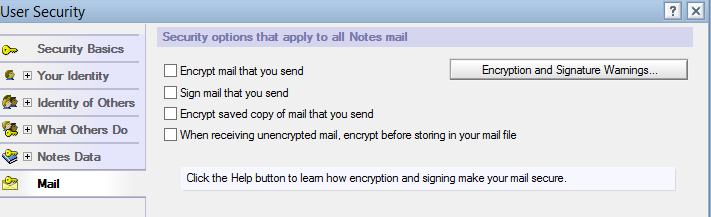 User Security
Security Basics
Your Identity
Identity of Others
What Others Do
Notes Data
Mail
Security options that apply to all Notes mail
Encrypt mail that you send
Encryption and Signature Warnings...
Sign mail that you send
Encrypt saved copy of mail that you send
When receiving unencrypted mail, encrypt before storing in your mail file
Click the Help button to learn how encryption and signing make your mail secure.